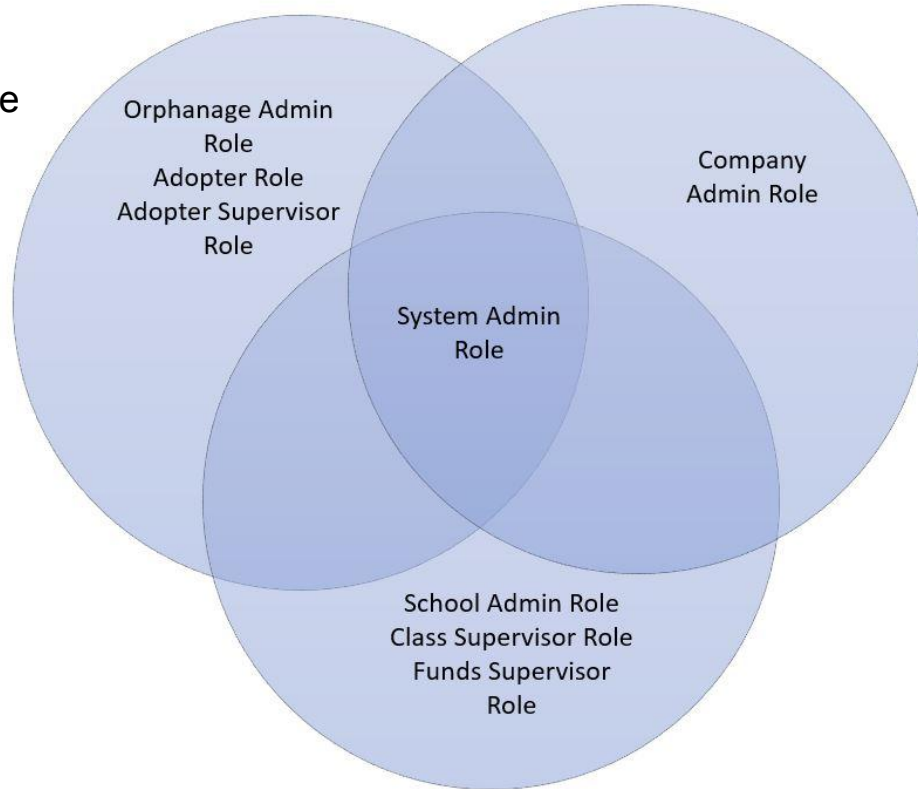 e
Orphanage Admin
Role
Adopter Role
Adopter Supervisor
Role
Company
Admin Role
System Admin
Role
School Admin Role
Class Supervisor Role
Funds Supervisor
Role